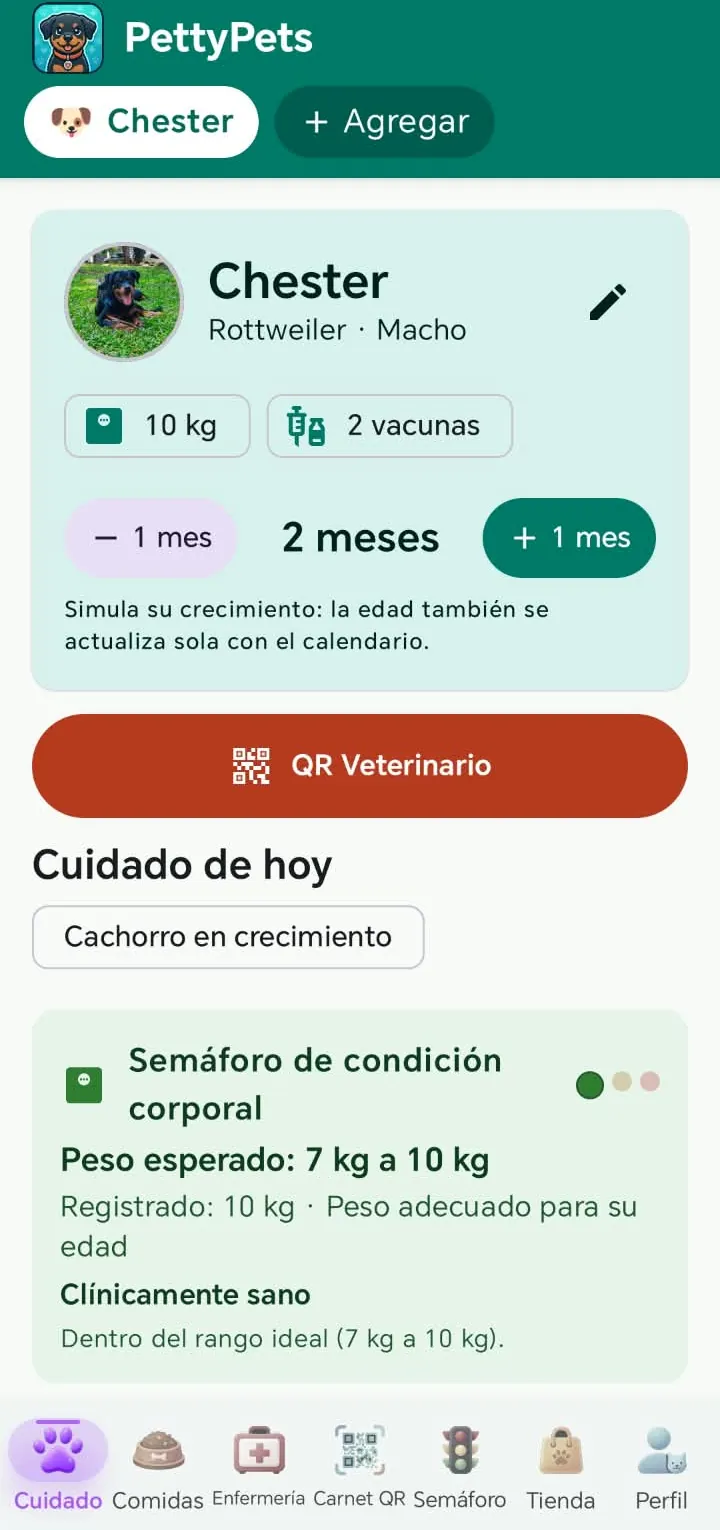 PettyPets
Chester
+ Agregar
Chester
Rottweiler · Macho
10 kg
2 vacunas
− 1 mes
2 meses
+ 1 mes
Simula su crecimiento: la edad también se
actualiza sola con el calendario.
QR Veterinario
Cuidado de hoy
Cachorro en crecimiento
Semáforo de condición
corporal
Peso esperado: 7 kg a 10 kg
Registrado: 10 kg · Peso adecuado para su
edad
Clínicamente sano
Dentro del rango ideal (7 kg a 10 kg).
Cuidado
Comidas
Enfermería
Carnet QR
Semáforo
Tienda
Perfil